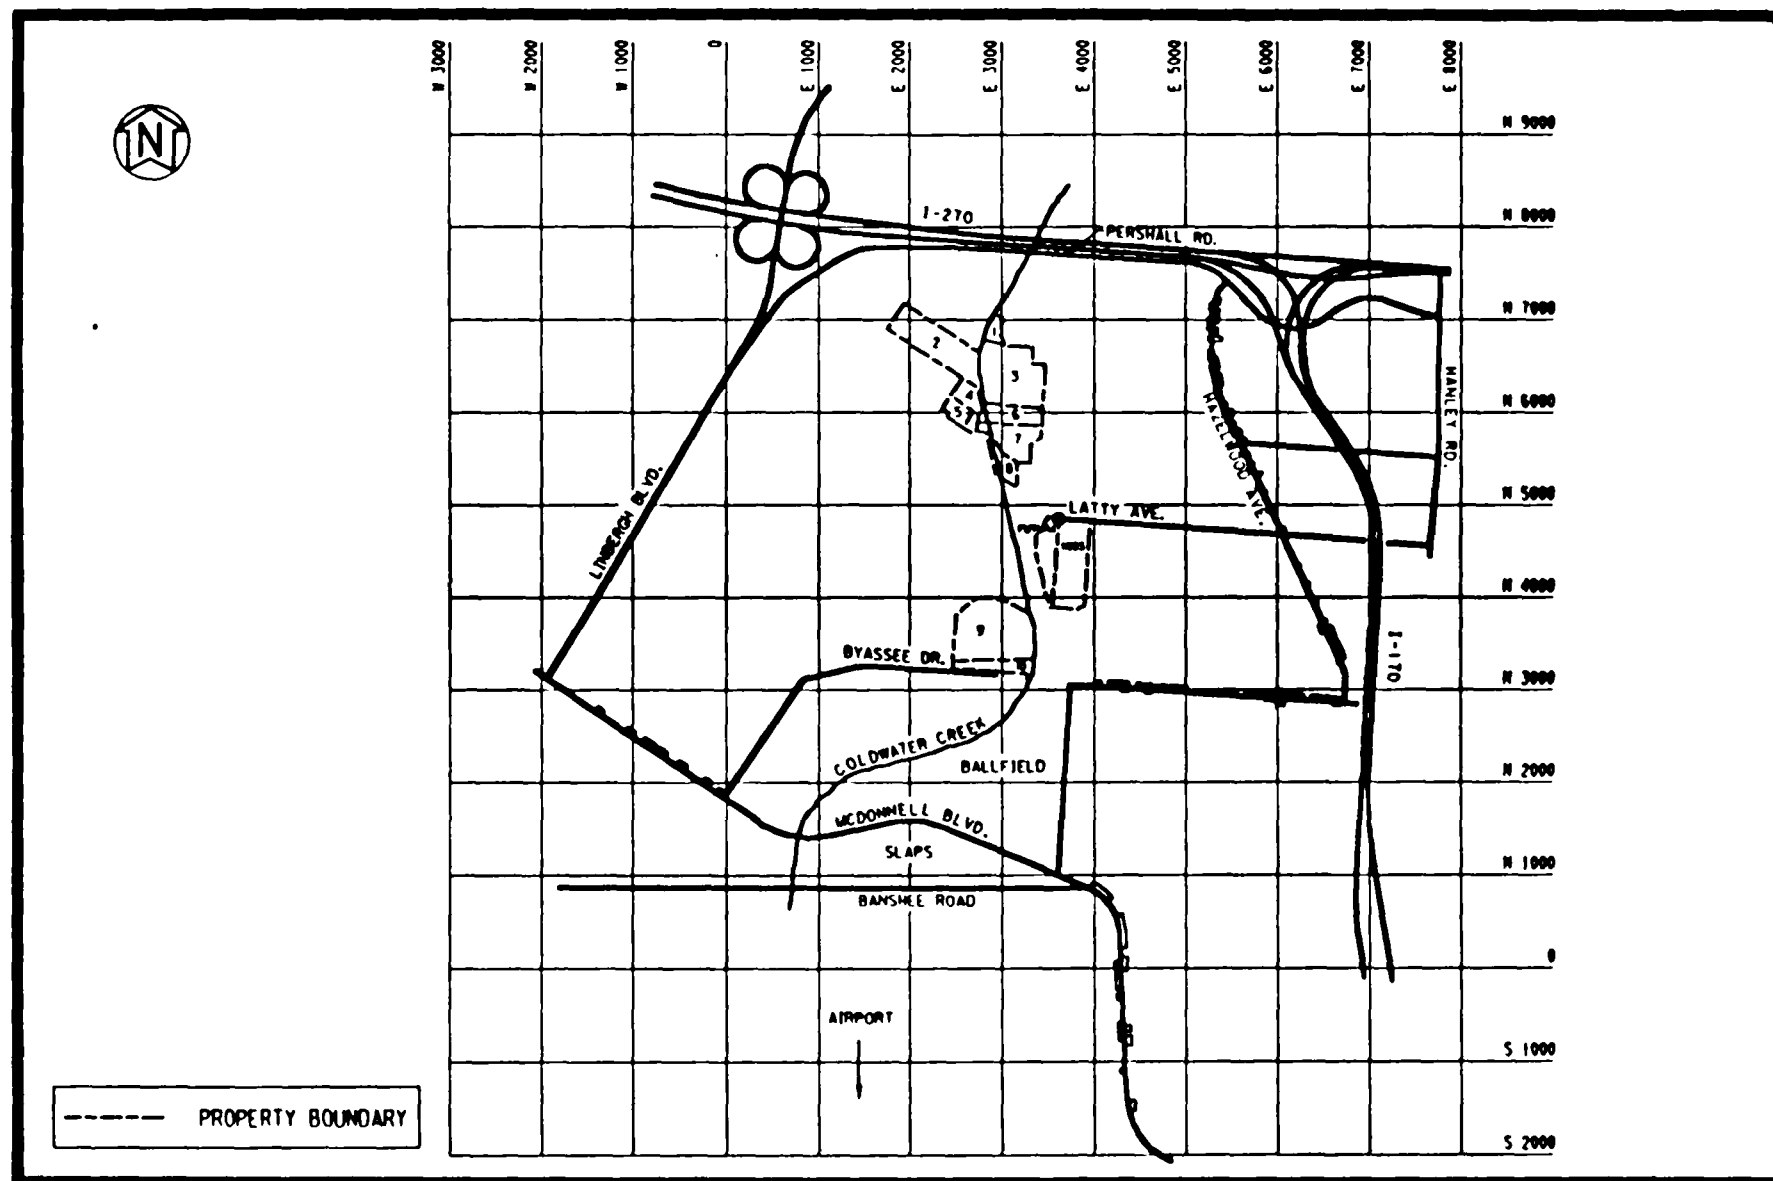 W 3000
W 2000
W 1000
0
E 1000
E 2000
E 3000
E 4000
E 5000
E 6000
E 7000
E 8000
N
N 9000
I-270
N 8000
PERSHALL RD.
N 7000
1
2
3
HANLEY RD.
4
N 6000
5
6
7
HAZELWOOD AVE.
8
LINDBERGH BLVD.
N 5000
LATTY AVE.
N 4000
9
I-170
BYASSEE DR.
N 3000
COLDWATER CREEK
BALLFIELD
N 2000
MCDONNELL BLVD.
SLAPS
N 1000
BANSHEE ROAD
0
AIRPORT
S 1000
PROPERTY BOUNDARY
S 2000